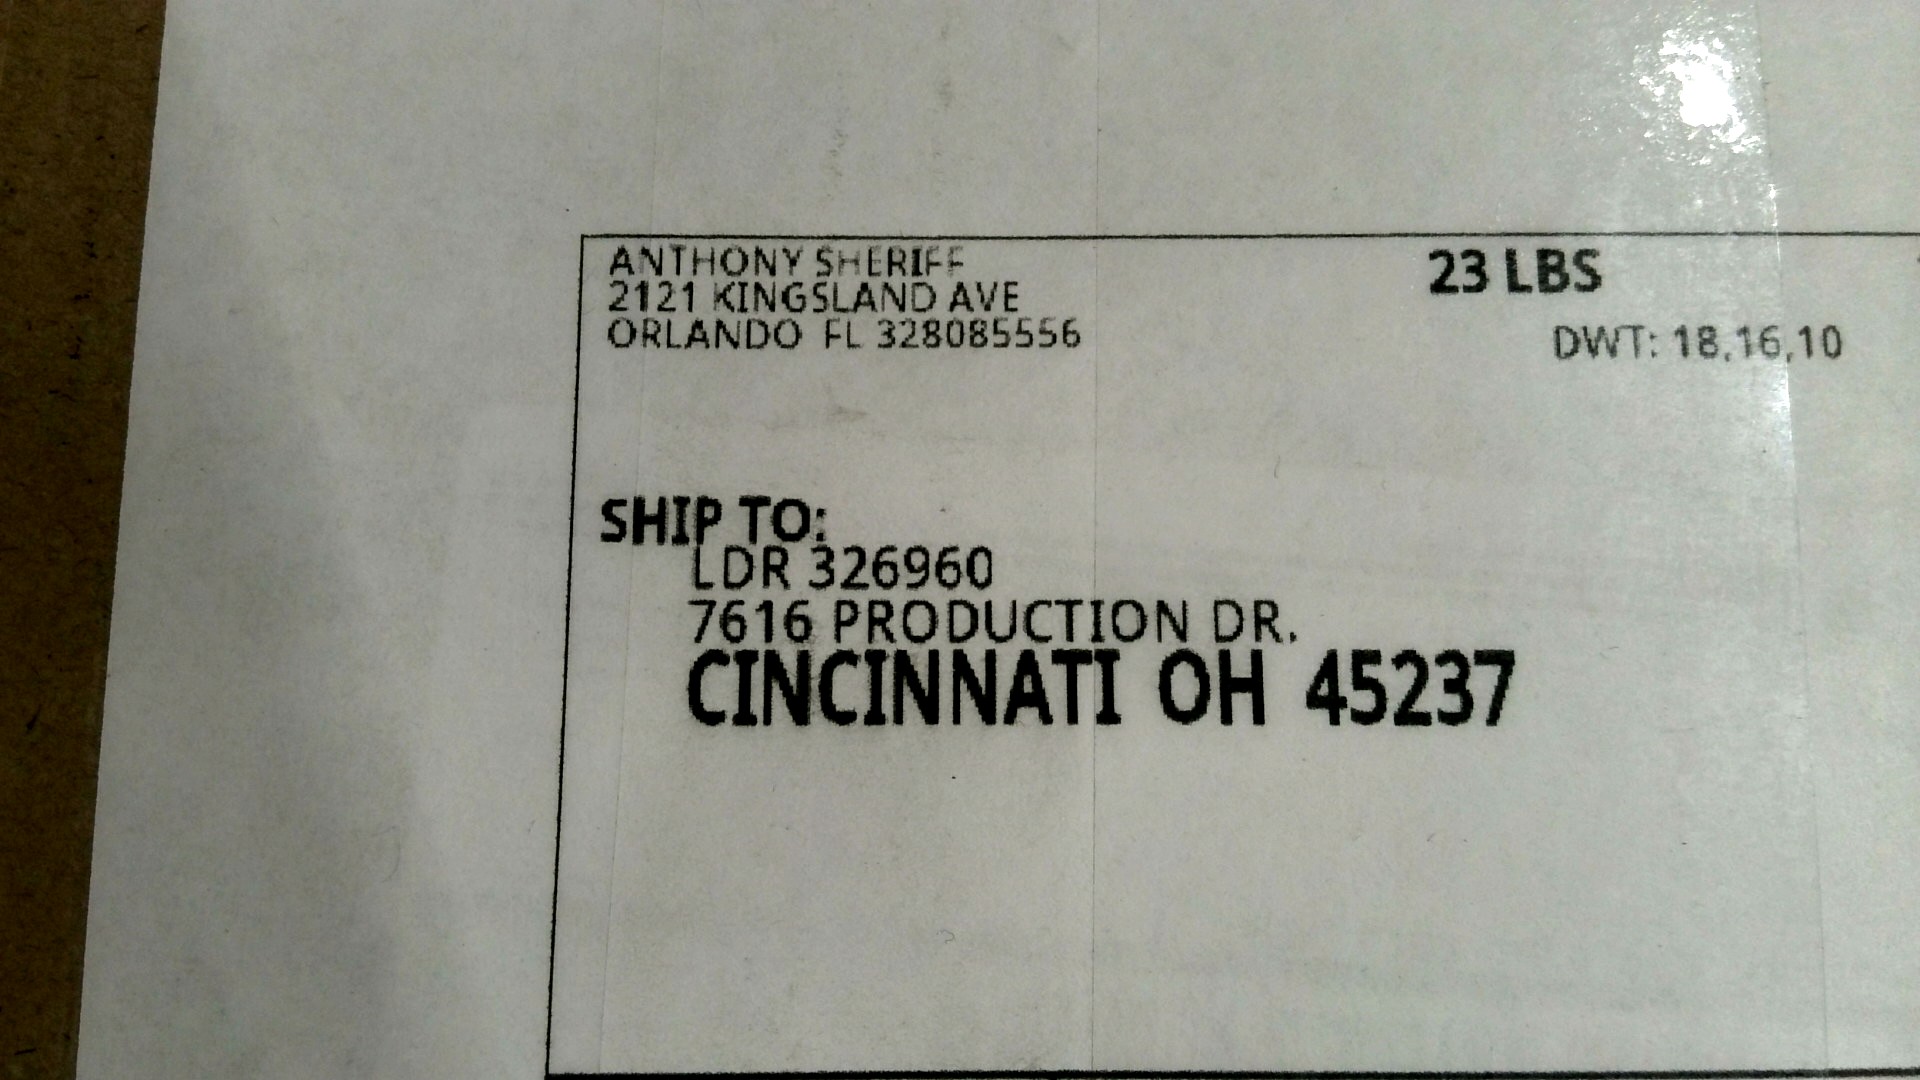 ANTHONY SHERIFF
2121 KINGSLAND AVE
ORLANDO FL 328085556
23 LBS
DWT: 18,16,10
SHIP TO:
LDR 326960
7616 PRODUCTION DR.
CINCINNATI OH 45237